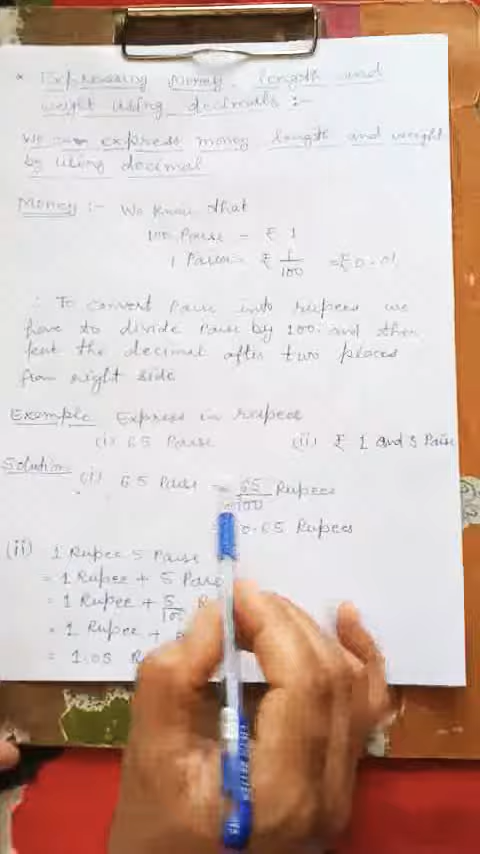 * Expressing Money, length and
weight using decimals :-
We can express money length and weight
by using decimal
Money :- We know that
100 Paise = ₹ 1
1 Paisa = ₹ 1/100 = ₹ 0.01
∴ To convert Paise into rupees we
have to divide Paise by 100. and then
put the decimal after two places
from right side
Example Express in rupees
(i) 65 Paise (ii) ₹ 1 and 5 Paise
Solution (i) 65 Paise = 65/100 Rupees
0.65 Rupees
(ii) 1 Rupee 5 Paise
= 1 Rupee + 5 Paise
= 1 Rupee + 5/100 R
= 1 Rupee +
= 1.05 R